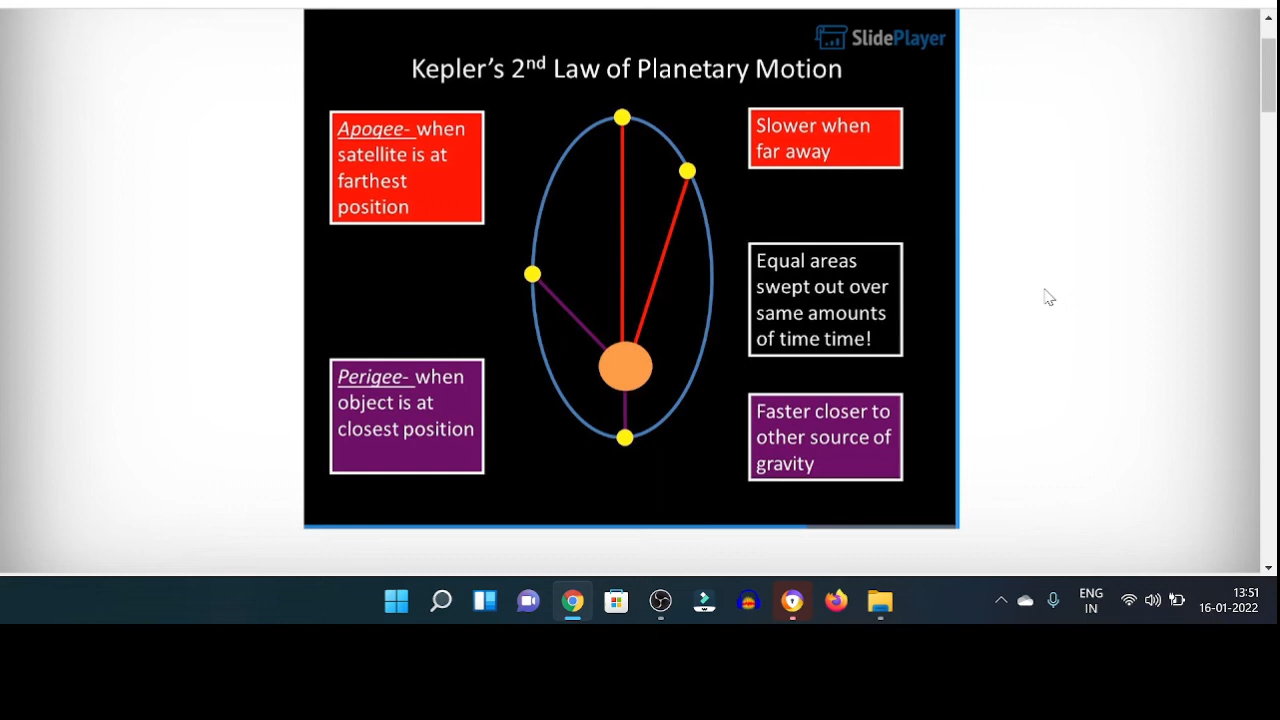 SlidePlayer
Kepler's 2nd Law of Planetary Motion
Apogee- when
satellite is at
farthest
position
Slower when
far away
Equal areas
swept out over
same amounts
of time time!
Perigee- when
object is at
closest position
Faster closer to
other source of
gravity
ENG
IN
13:51
16-01-2022